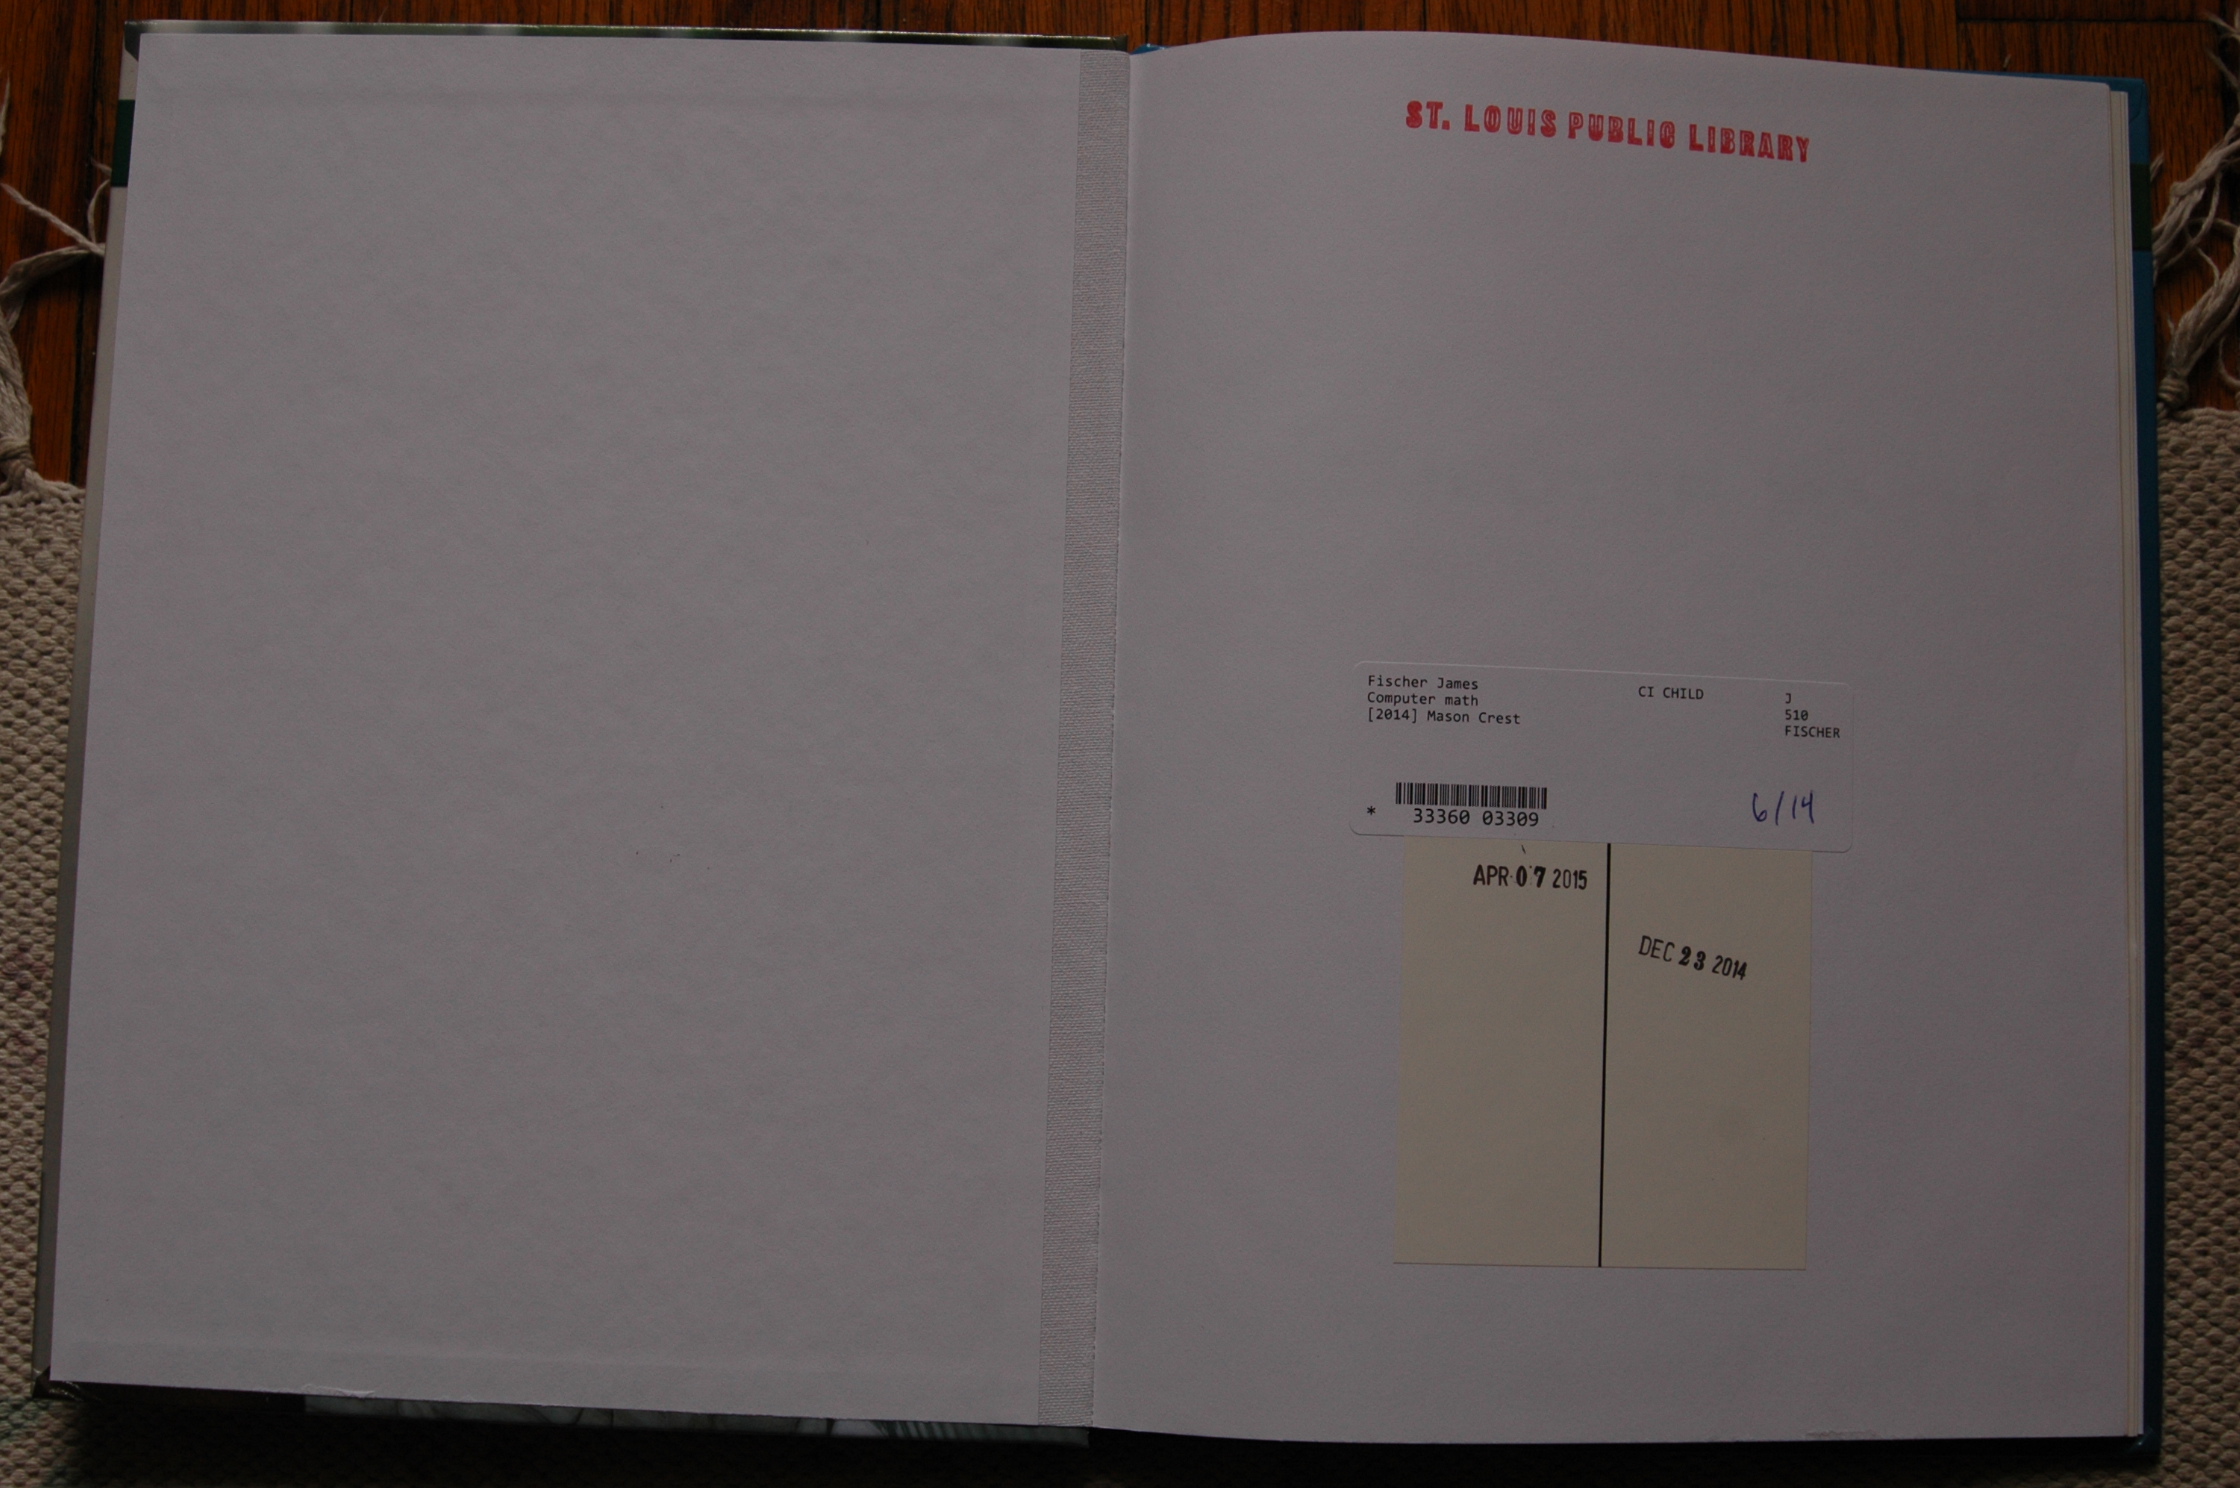 ST. LOUIS PUBLIC LIBRARY
Fischer James
Computer math
[2014] Mason Crest
CI CHILD
J
510
FISCHER
* 33360 03309
6/14
APR 07 2015
DEC 23 2014